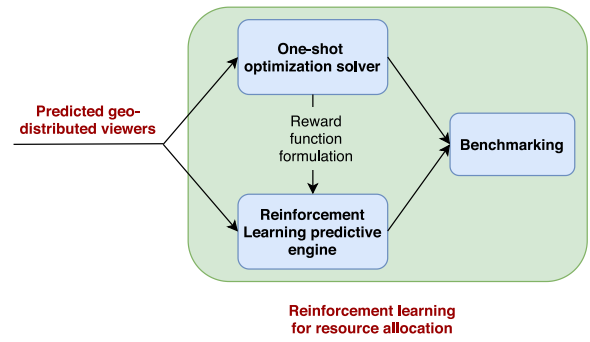 One-shot
optimization solver
Predicted geo-
distributed viewers
Reward
function
formulation
Benchmarking
Reinforcement
Learning predictive
engine
Reinforcement learning
for resource allocation